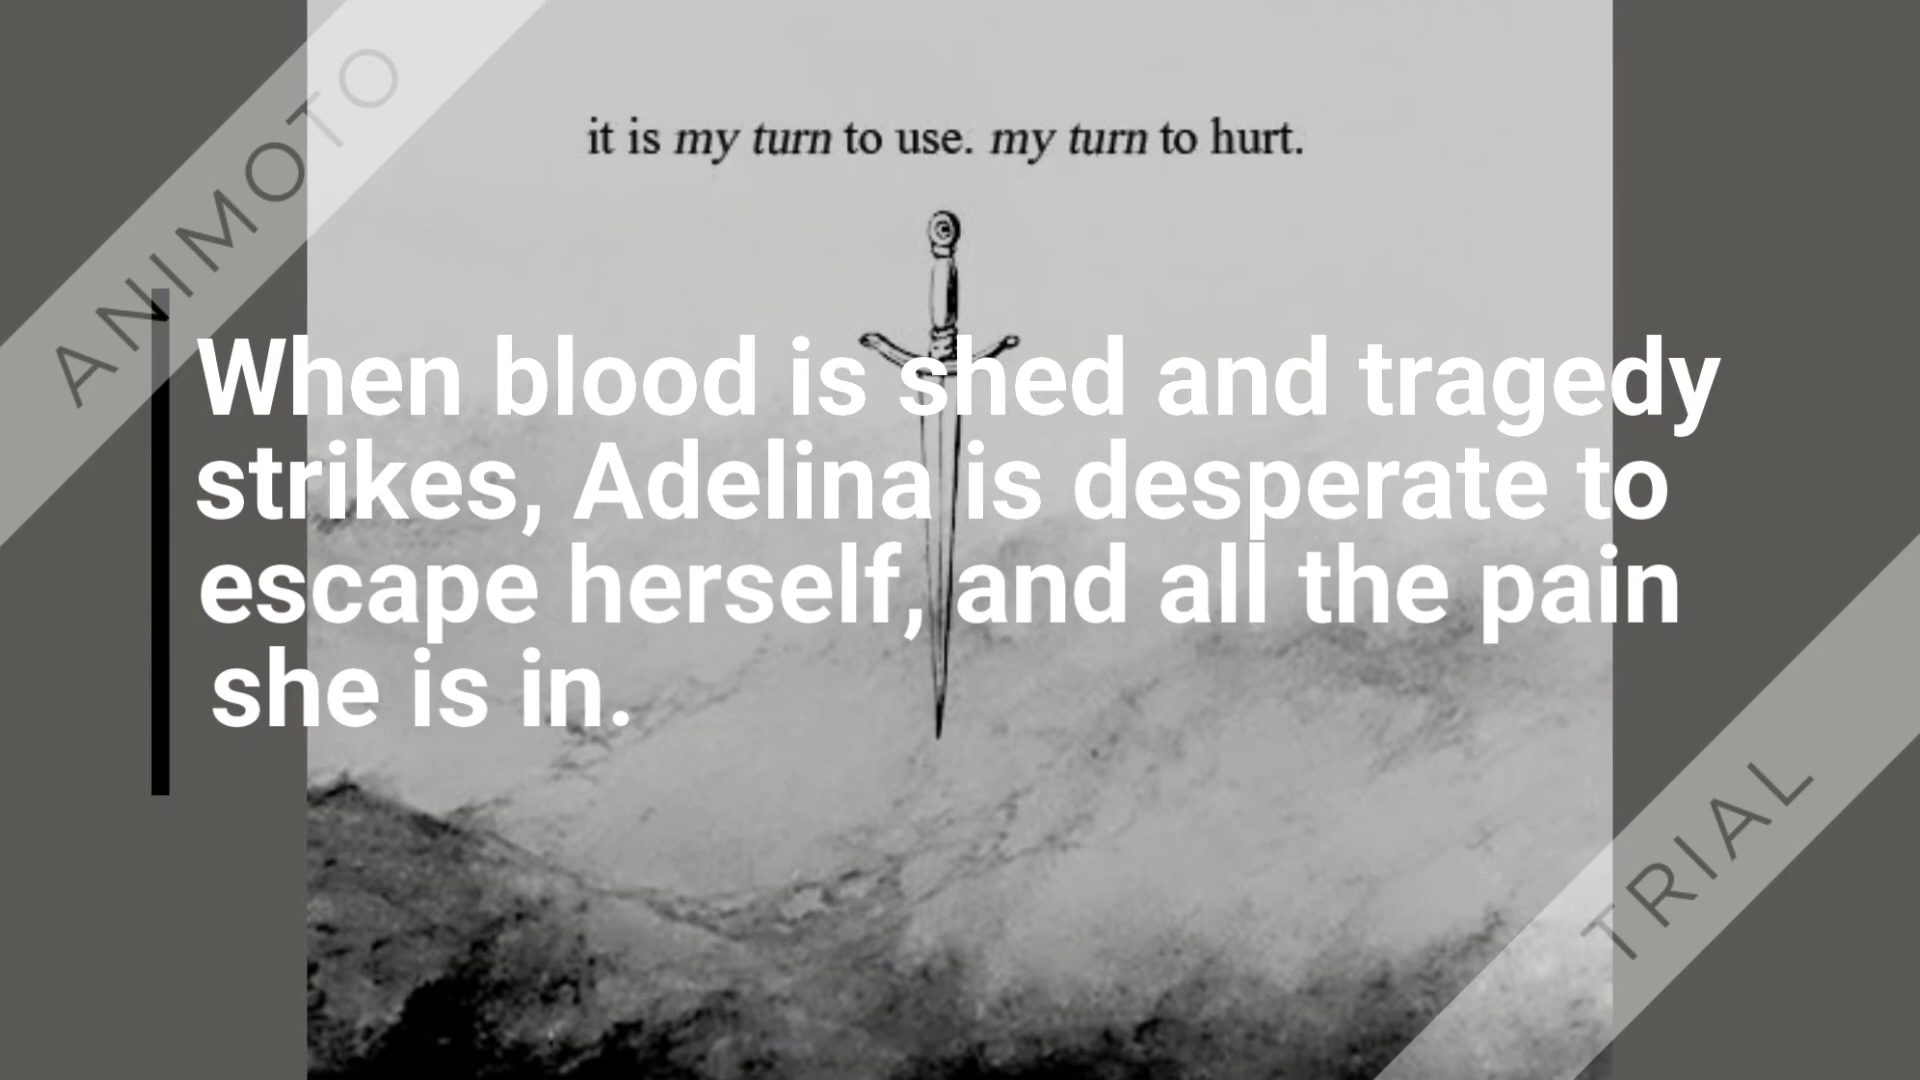 ANIMOTO
it is my turn to use. my turn to hurt.
When blood is shed and tragedy
strikes, Adelina is desperate to
escape herself, and all the pain
she is in.
TRIAL